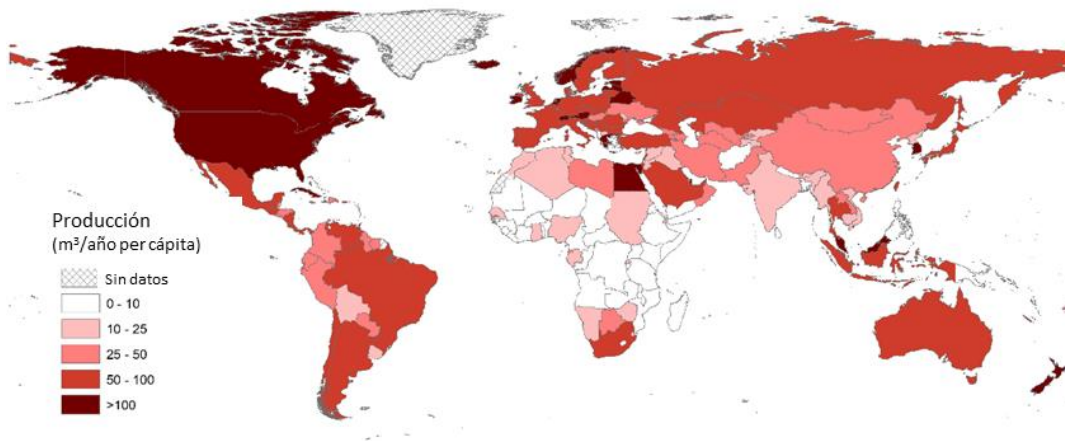 Producción
(m³/año per cápita)
Sin datos
0 - 10
10 - 25
25 - 50
50 - 100
>100